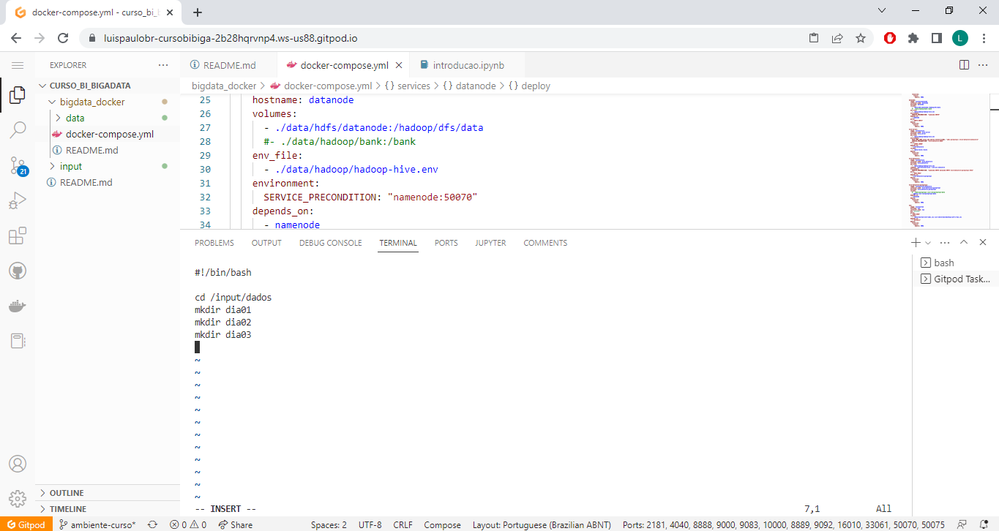 docker-compose.yml - curso_bi_b
luispaulobr-cursobibiga-2b28hqrvnp4.ws-us88.gitpod.io
L
EXPLORER
CURSO_BI_BIGADATA
bigdata_docker
data
docker-compose.yml
README.md
input
README.md
21
OUTLINE
TIMELINE
README.md
docker-compose.yml
introducao.ipynb
bigdata_docker > docker-compose.yml > {} services > {} datanode > {} deploy
25 hostname: datanode
26 volumes:
27 - ./data/hdfs/datanode:/hadoop/dfs/data
28 #- ./data/hadoop/bank:/bank
29 env_file:
30 - ./data/hadoop/hadoop-hive.env
31 environment:
32 SERVICE_PRECONDITION: "namenode:50070"
33 depends_on:
34 - namenode
PROBLEMS OUTPUT DEBUG CONSOLE TERMINAL PORTS JUPYTER COMMENTS
bash
Gitpod Task...
#!/bin/bash
cd /input/dados
mkdir dia01
mkdir dia02
mkdir dia03
~
~
~
~
~
~
~
~
~
~
~
~
-- INSERT -- 7,1 All
Gitpod ambiente-curso* 0 0 Share Spaces: 2 UTF-8 CRLF Compose Layout: Portuguese (Brazilian ABNT) Ports: 2181, 4040, 8888, 9000, 9083, 10000, 8889, 9092, 16010, 33061, 50070, 50075